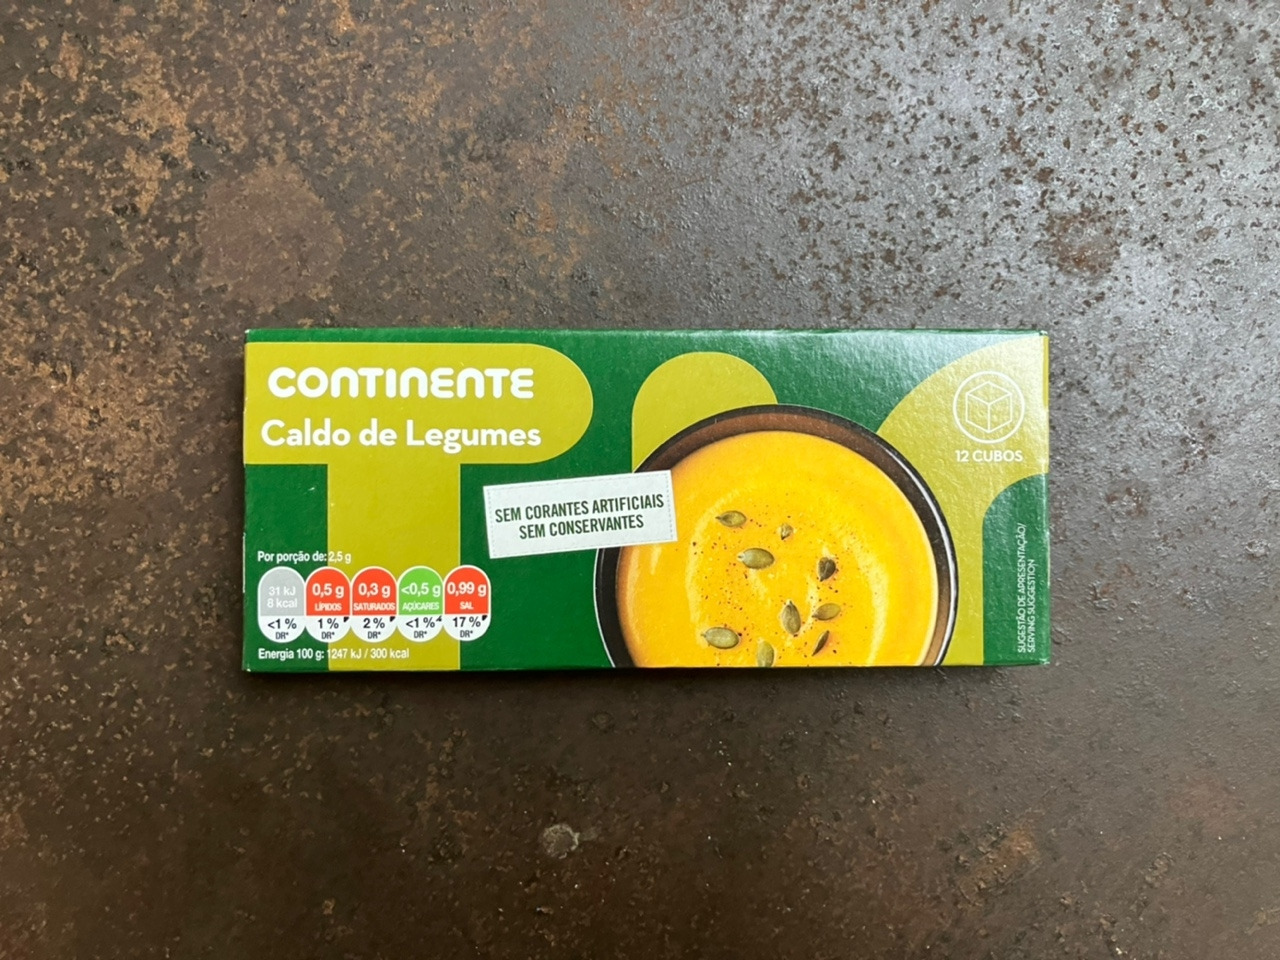 CONTINENTE
Caldo de Legumes
12 CUBOS
SEM CORANTES ARTIFICIAIS
SEM CONSERVANTES
Por porção de: 2,5 g
31 kJ
8 kcal
<1 %
DR*
0,5 g
LÍPIDOS
1 %
DR*
0,3 g
SATURADOS
2 %
DR*
<0,5 g
AÇÚCARES
<1 %
DR*
0,99 g
SAL
17 %
DR*
Energia 100 g: 1247 kJ / 300 kcal
SUGESTÃO DE APRESENTAÇÃO/
SERVING SUGGESTION